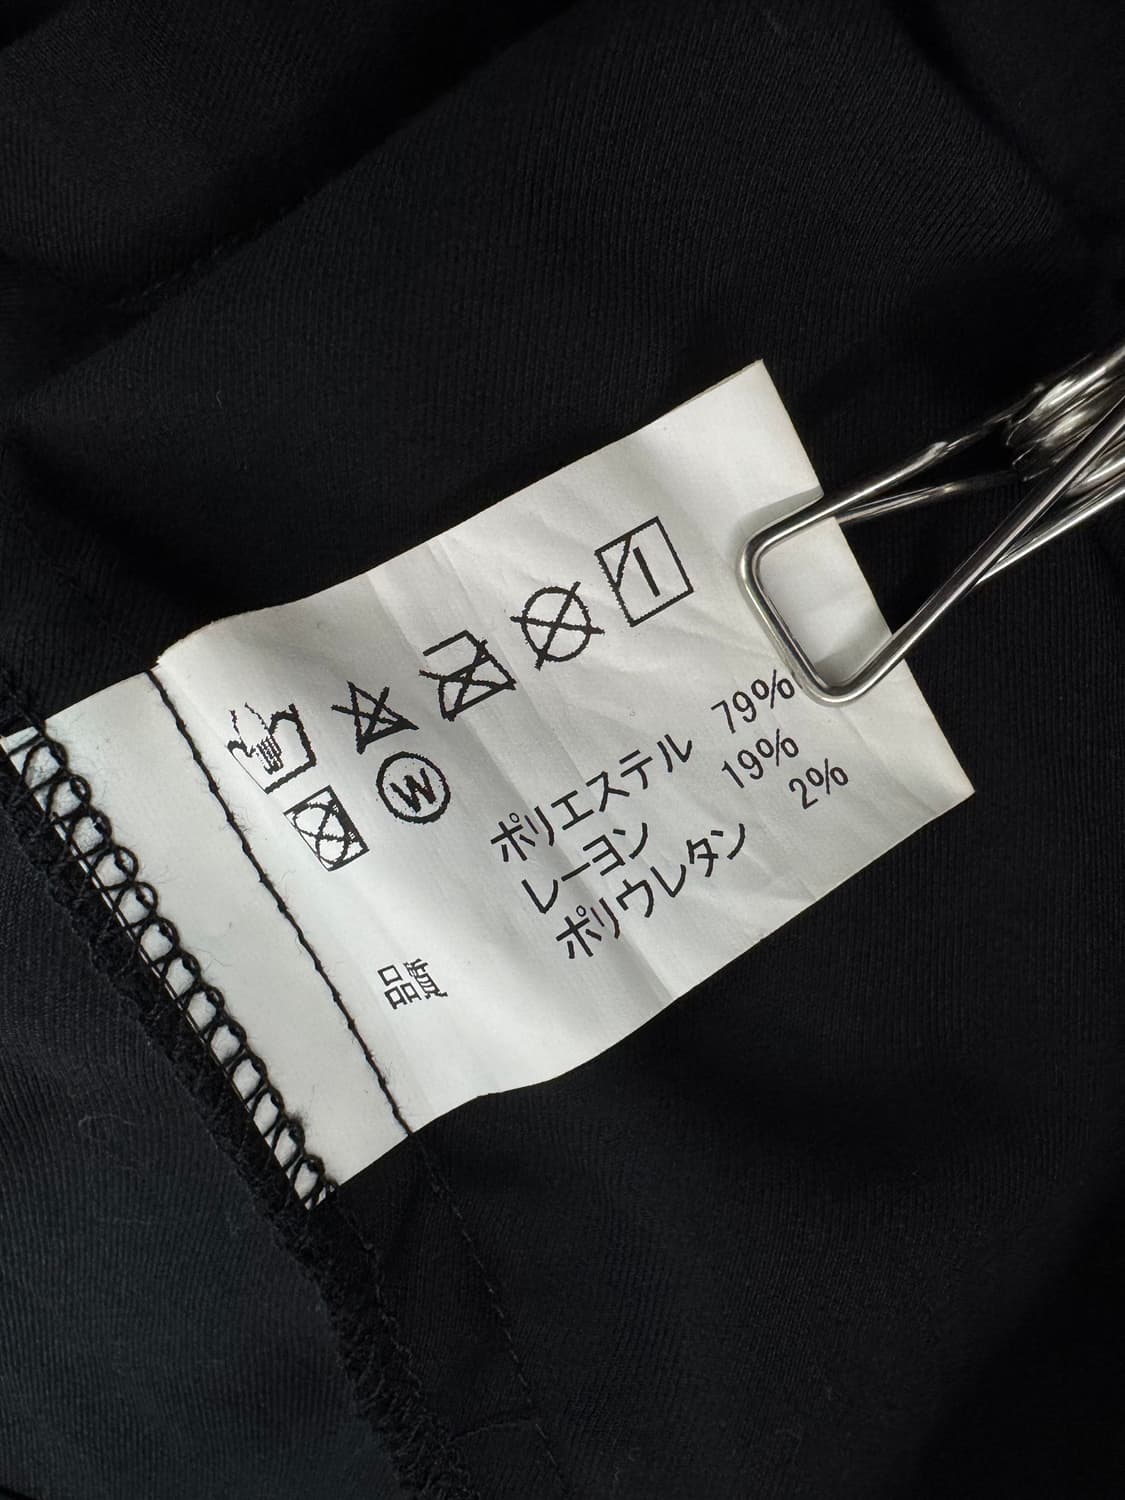 W
ポリエステル 79%
レーヨン 19%
ポリウレタン 2%
品質